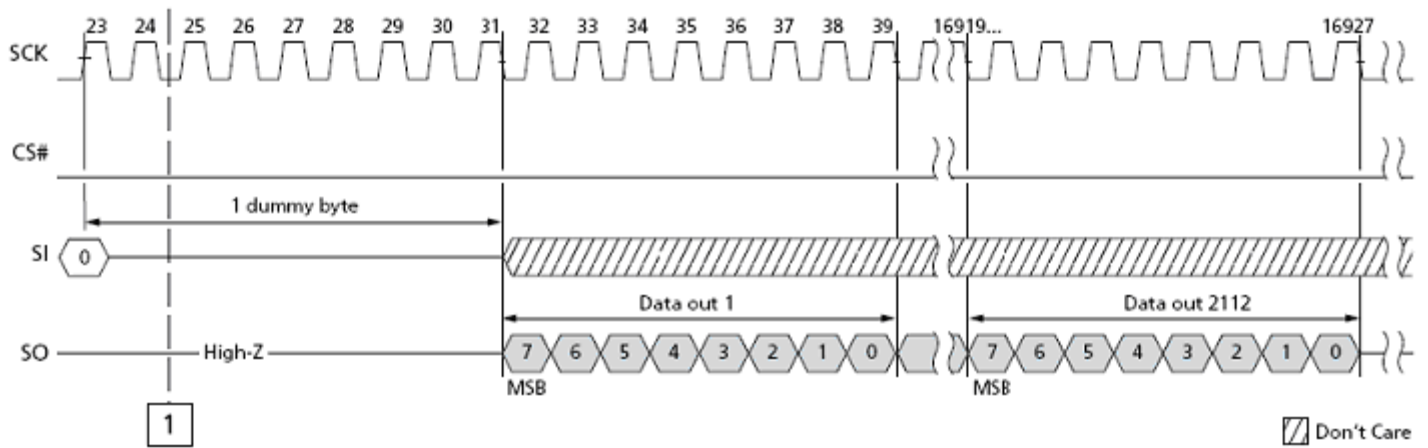 23 24 25 26 27 28 29 30 31 32 33 34 35 36 37 38 39 16919... 16927
SCK
CS#
1 dummy byte
SI 0
Data out 1 Data out 2112
SO High-Z 7 6 5 4 3 2 1 0 7 6 5 4 3 2 1 0
MSB MSB
1
Don't Care